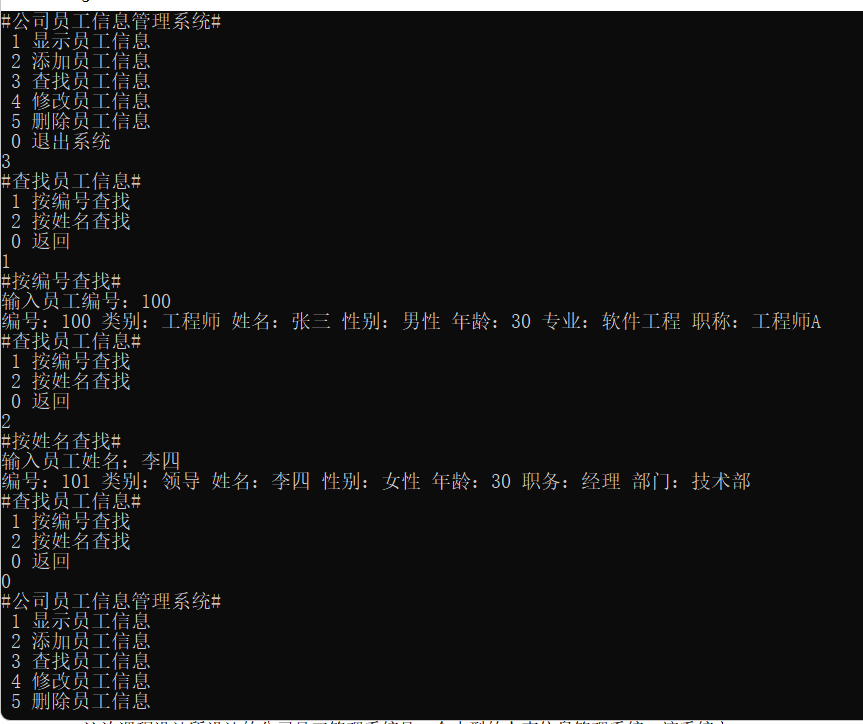 #公司员工信息管理系统#
1 显示员工信息
2 添加员工信息
3 查找员工信息
4 修改员工信息
5 删除员工信息
0 退出系统
3
#查找员工信息#
1 按编号查找
2 按姓名查找
0 返回
1
#按编号查找#
输入员工编号：100
编号：100 类别：工程师 姓名：张三 性别：男性 年龄：30 专业：软件工程 职称：工程师A
#查找员工信息#
1 按编号查找
2 按姓名查找
0 返回
2
#按姓名查找#
输入员工姓名：李四
编号：101 类别：领导 姓名：李四 性别：女性 年龄：30 职务：经理 部门：技术部
#查找员工信息#
1 按编号查找
2 按姓名查找
0 返回
0
#公司员工信息管理系统#
1 显示员工信息
2 添加员工信息
3 查找员工信息
4 修改员工信息
5 删除员工信息